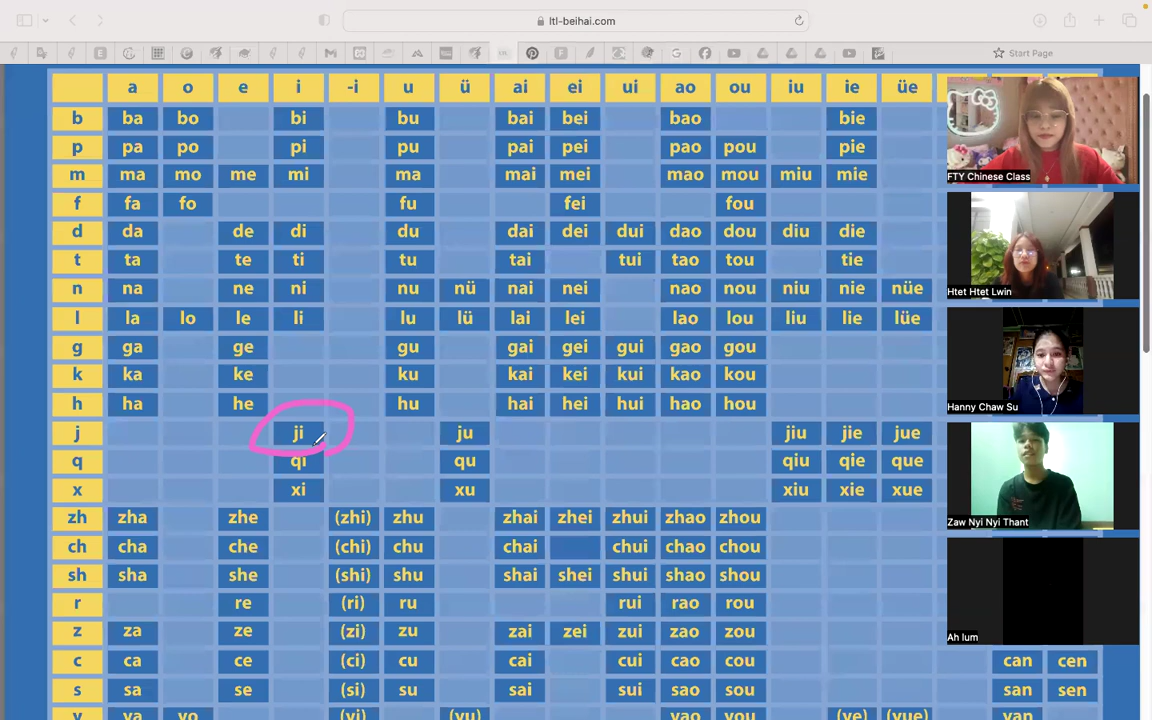 ltl-beihai.com
Start Page
a o e i -i u ü ai ei ui ao ou iu ie üe
b ba bo bi bu bai bei bao bie
p pa po pi pu pai pei pao pou pie
m ma mo me mi ma mai mei mao mou miu mie
f fa fo fu fei fou
d da de di du dai dei dui dao dou diu die
t ta te ti tu tai tui tao tou tie
n na ne ni nu nü nai nei nao nou niu nie nüe
l la lo le li lu lü lai lei lao lou liu lie lüe
g ga ge gu gai gei gui gao gou
k ka ke ku kai kei kui kao kou
h ha he hu hai hei hui hao hou
j ji ju jiu jie jue
q qi qu qiu qie que
x xi xu xiu xie xue
zh zha zhe (zhi) zhu zhai zhei zhui zhao zhou
ch cha che (chi) chu chai chui chao chou
sh sha she (shi) shu shai shei shui shao shou
r re (ri) ru rui rao rou
z za ze (zi) zu zai zei zui zao zou
c ca ce (ci) cu cai cui cao cou can cen
s sa se (si) su sai sui sao sou san sen
y ya yo (yi) (yu) yao you (ye) (yue) yan
FTY Chinese Class
Htet Htet Lwin
Hanny Chaw Su
Zaw Nyi Nyi Thant